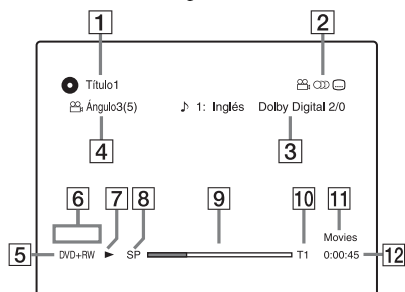 1 2
Título1
Ángulo3(5) ♪ 1: Inglés Dolby Digital 2/0
4 3
6 7 8 9 10 11
Movies
5 DVD+RW ► SP T1 0:00:45 12